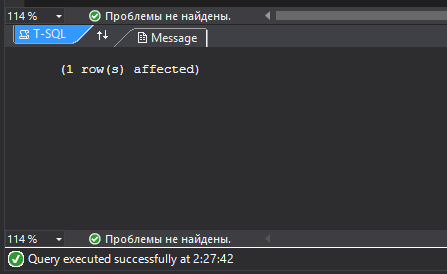 114 % Проблемы не найдены.
T-SQL Message
(1 row(s) affected)
114 % Проблемы не найдены.
Query executed successfully at 2:27:42